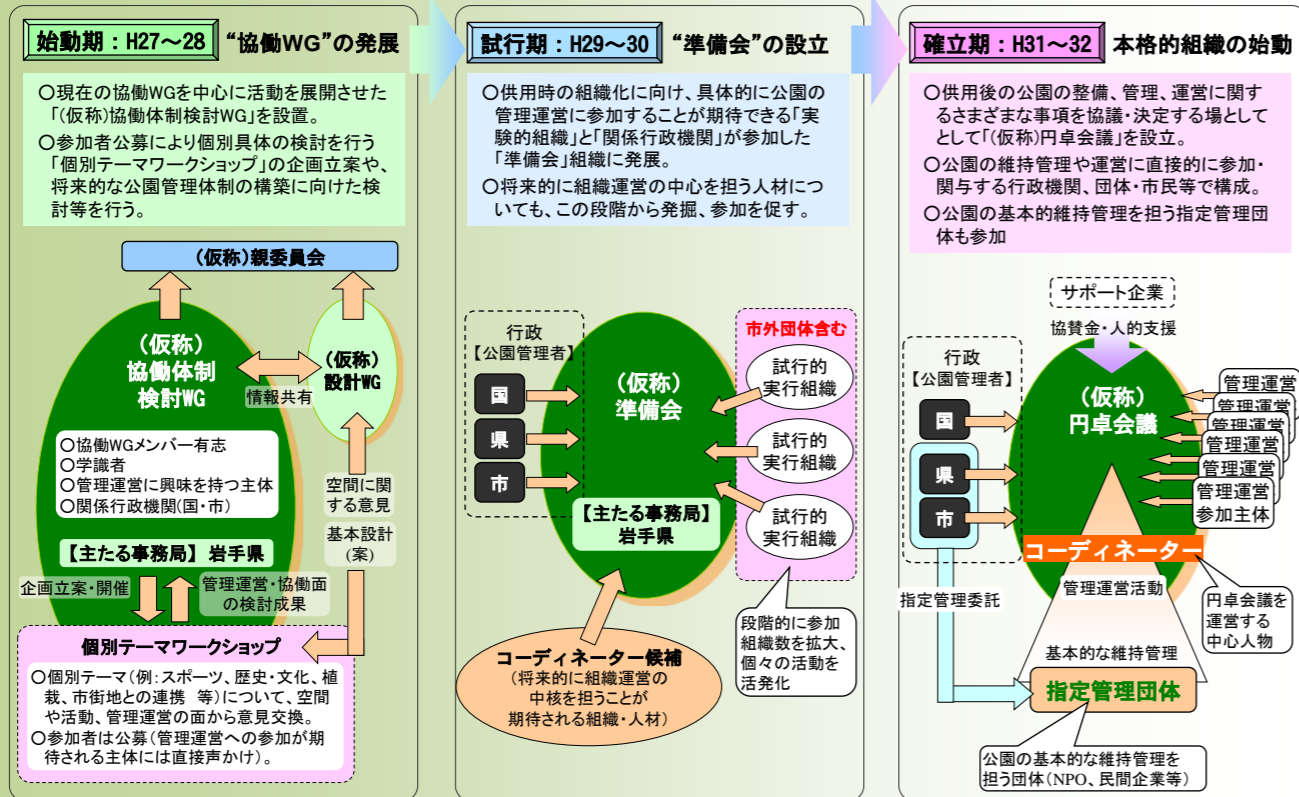 始動期：H27～28
“協働WG”の発展
○現在の協働WGを中心に活動を展開させた
「(仮称)協働体制検討WG」を設置。
○参加者公募により個別具体の検討を行う
「個別テーマワークショップ」の企画立案や、
将来的な公園管理体制の構築に向けた検
討等を行う。
(仮称)親委員会
(仮称)
協働体制
検討WG
情報共有
(仮称)
設計WG
○協働WGメンバー有志
○学識者
○管理運営に興味を持つ主体
○関係行政機関(国・市)
【主たる事務局】 岩手県
空間に関
する意見
基本設計
(案)
企画立案・開催
管理運営・協働面
の検討成果
個別テーマワークショップ
○個別テーマ(例：スポーツ、歴史・文化、植
栽、市街地との連携 等)について、空間
や活動、管理運営の面から意見交換。
○参加者は公募(管理運営への参加が期
待される主体には直接声かけ)。
試行期：H29～30
“準備会”の設立
○供用時の組織化に向け、具体的に公園の
管理運営に参加することが期待できる「実
験的組織」と「関係行政機関」が参加した
「準備会」組織に発展。
○将来的に組織運営の中心を担う人材につ
いても、この段階から発掘、参加を促す。
行政
【公園管理者】
国
県
市
(仮称)
準備会
【主たる事務局】
岩手県
市外団体含む
試行的
実行組織
試行的
実行組織
試行的
実行組織
段階的に参加
組織数を拡大、
個々の活動を
活発化
コーディネーター候補
(将来的に組織運営の
中核を担うことが
期待される組織・人材)
確立期：H31～32
本格的組織の始動
○供用後の公園の整備、管理、運営に関す
るさまざまな事項を協議・決定する場として
として「(仮称)円卓会議」を設立。
○公園の維持管理や運営に直接的に参加・
関与する行政機関、団体・市民等で構成。
○公園の基本的維持管理を担う指定管理団
体も参加
サポート企業
協賛金・人的支援
行政
【公園管理者】
国
県
市
(仮称)
円卓会議
管理運営
管理運営
管理運営
管理運営
管理運営
管理運営
参加主体
コーディネーター
管理運営活動
円卓会議を
運営する
中心人物
指定管理委託
基本的な維持管理
指定管理団体
公園の基本的な維持管理を
担う団体(NPO、民間企業等)